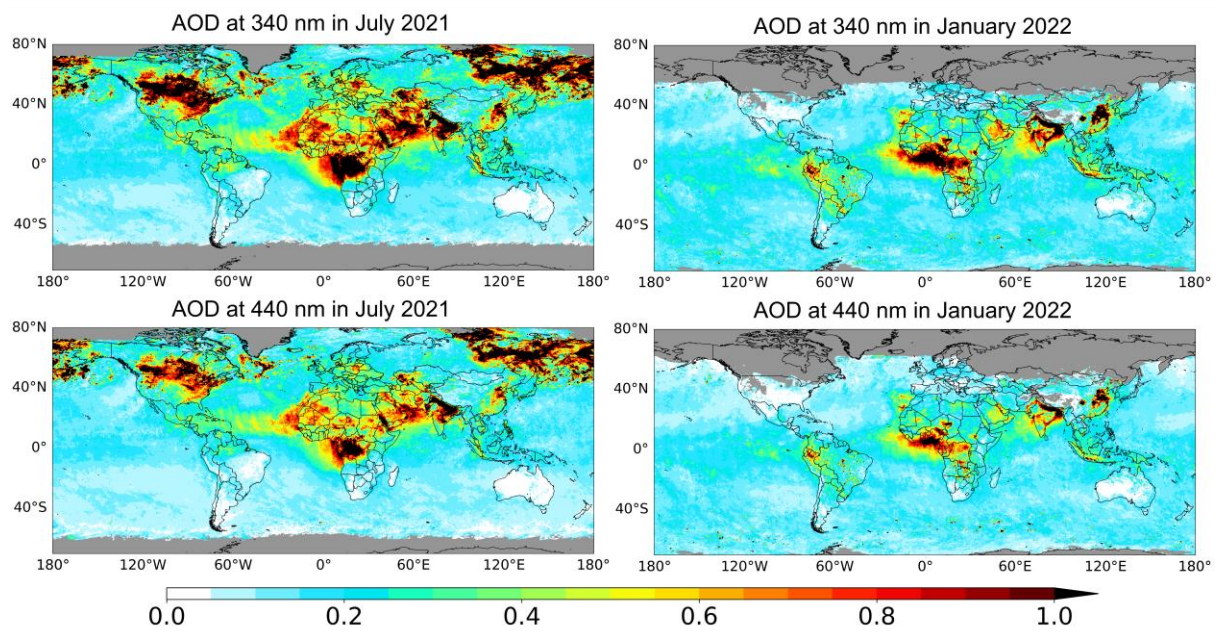 AOD at 340 nm in July 2021
AOD at 340 nm in January 2022
80°N
40°N
0°
40°S
180° 120°W 60°W 0° 60°E 120°E 180°
80°N
40°N
0°
40°S
180° 120°W 60°W 0° 60°E 120°E 180°
AOD at 440 nm in July 2021
AOD at 440 nm in January 2022
80°N
40°N
0°
40°S
180° 120°W 60°W 0° 60°E 120°E 180°
80°N
40°N
0°
40°S
180° 120°W 60°W 0° 60°E 120°E 180°
0.0 0.2 0.4 0.6 0.8 1.0